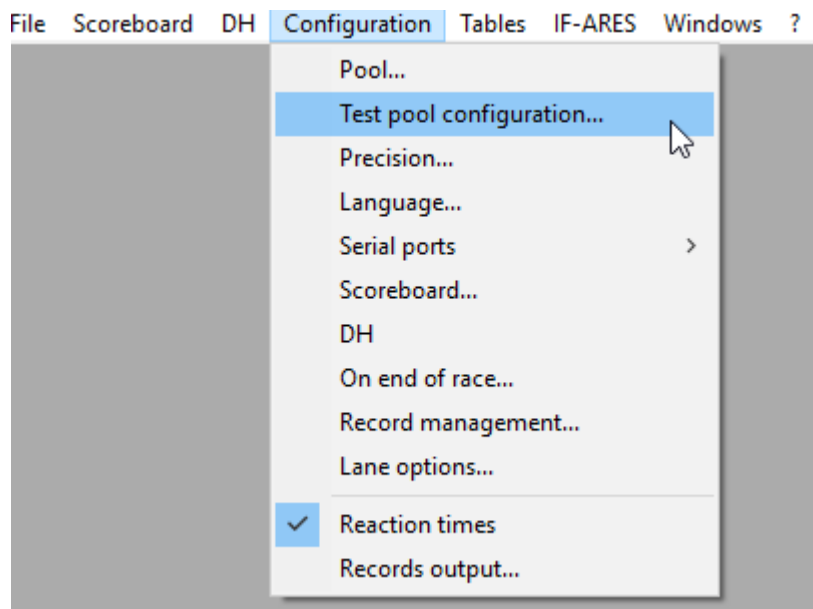 File Scoreboard DH Configuration Tables IF-ARES Windows ?
Pool...
Test pool configuration...
Precision...
Language...
Serial ports
Scoreboard...
DH
On end of race...
Record management...
Lane options...
Reaction times
Records output...